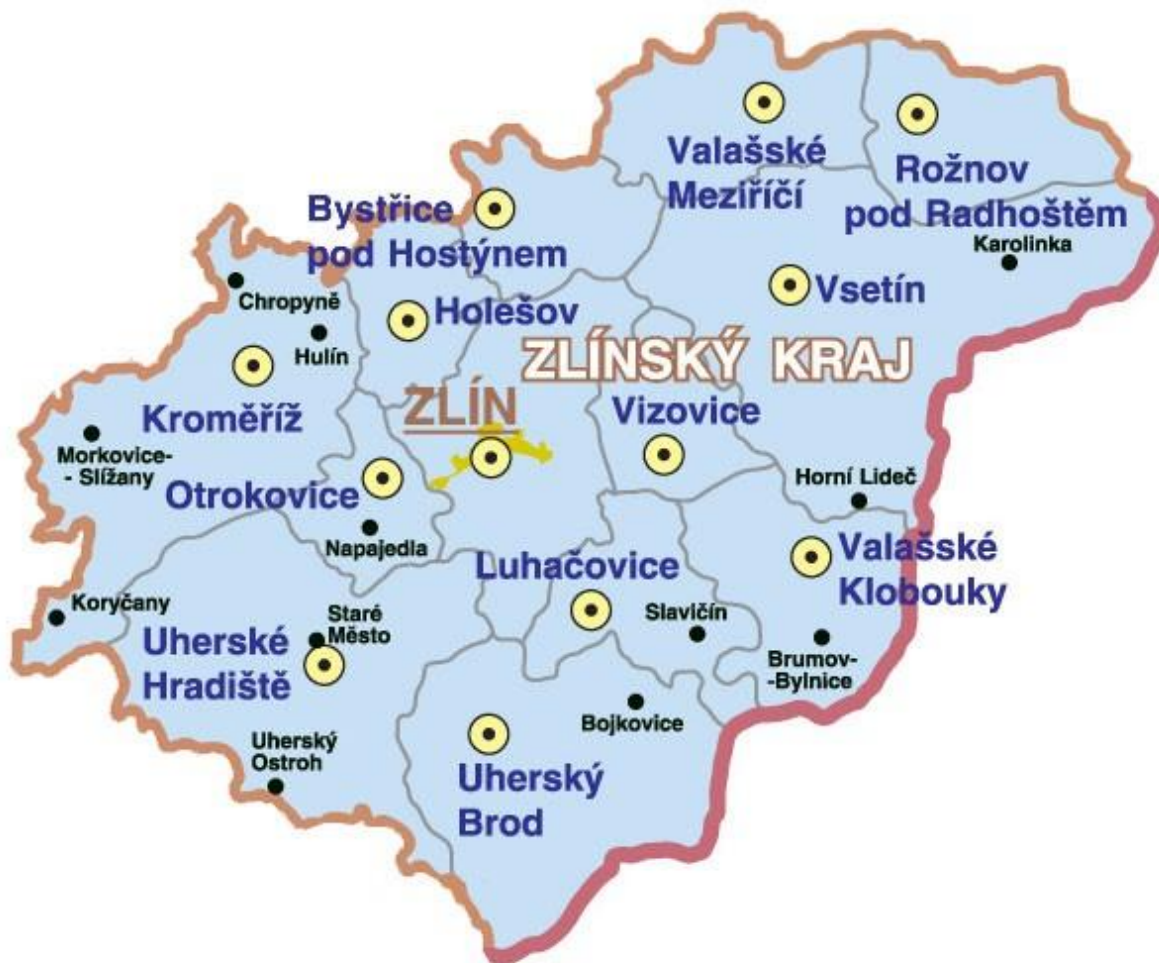 Valašské
Meziříčí
Rožnov
pod Radhoštěm
Karolinka
Bystřice
pod Hostýnem
Chropyně
Holešov
Vsetín
Hulín
ZLÍNSKÝ KRAJ
Kroměříž
ZLÍN
Vizovice
Morkovice-
- Slížany
Otrokovice
Horní Lideč
Napajedla
Luhačovice
Valašské
Klobouky
Koryčany
Staré
Město
Slavičín
Uherské
Hradiště
Brumov-
-Bylnice
Bojkovice
Uherský
Ostroh
Uherský
Brod